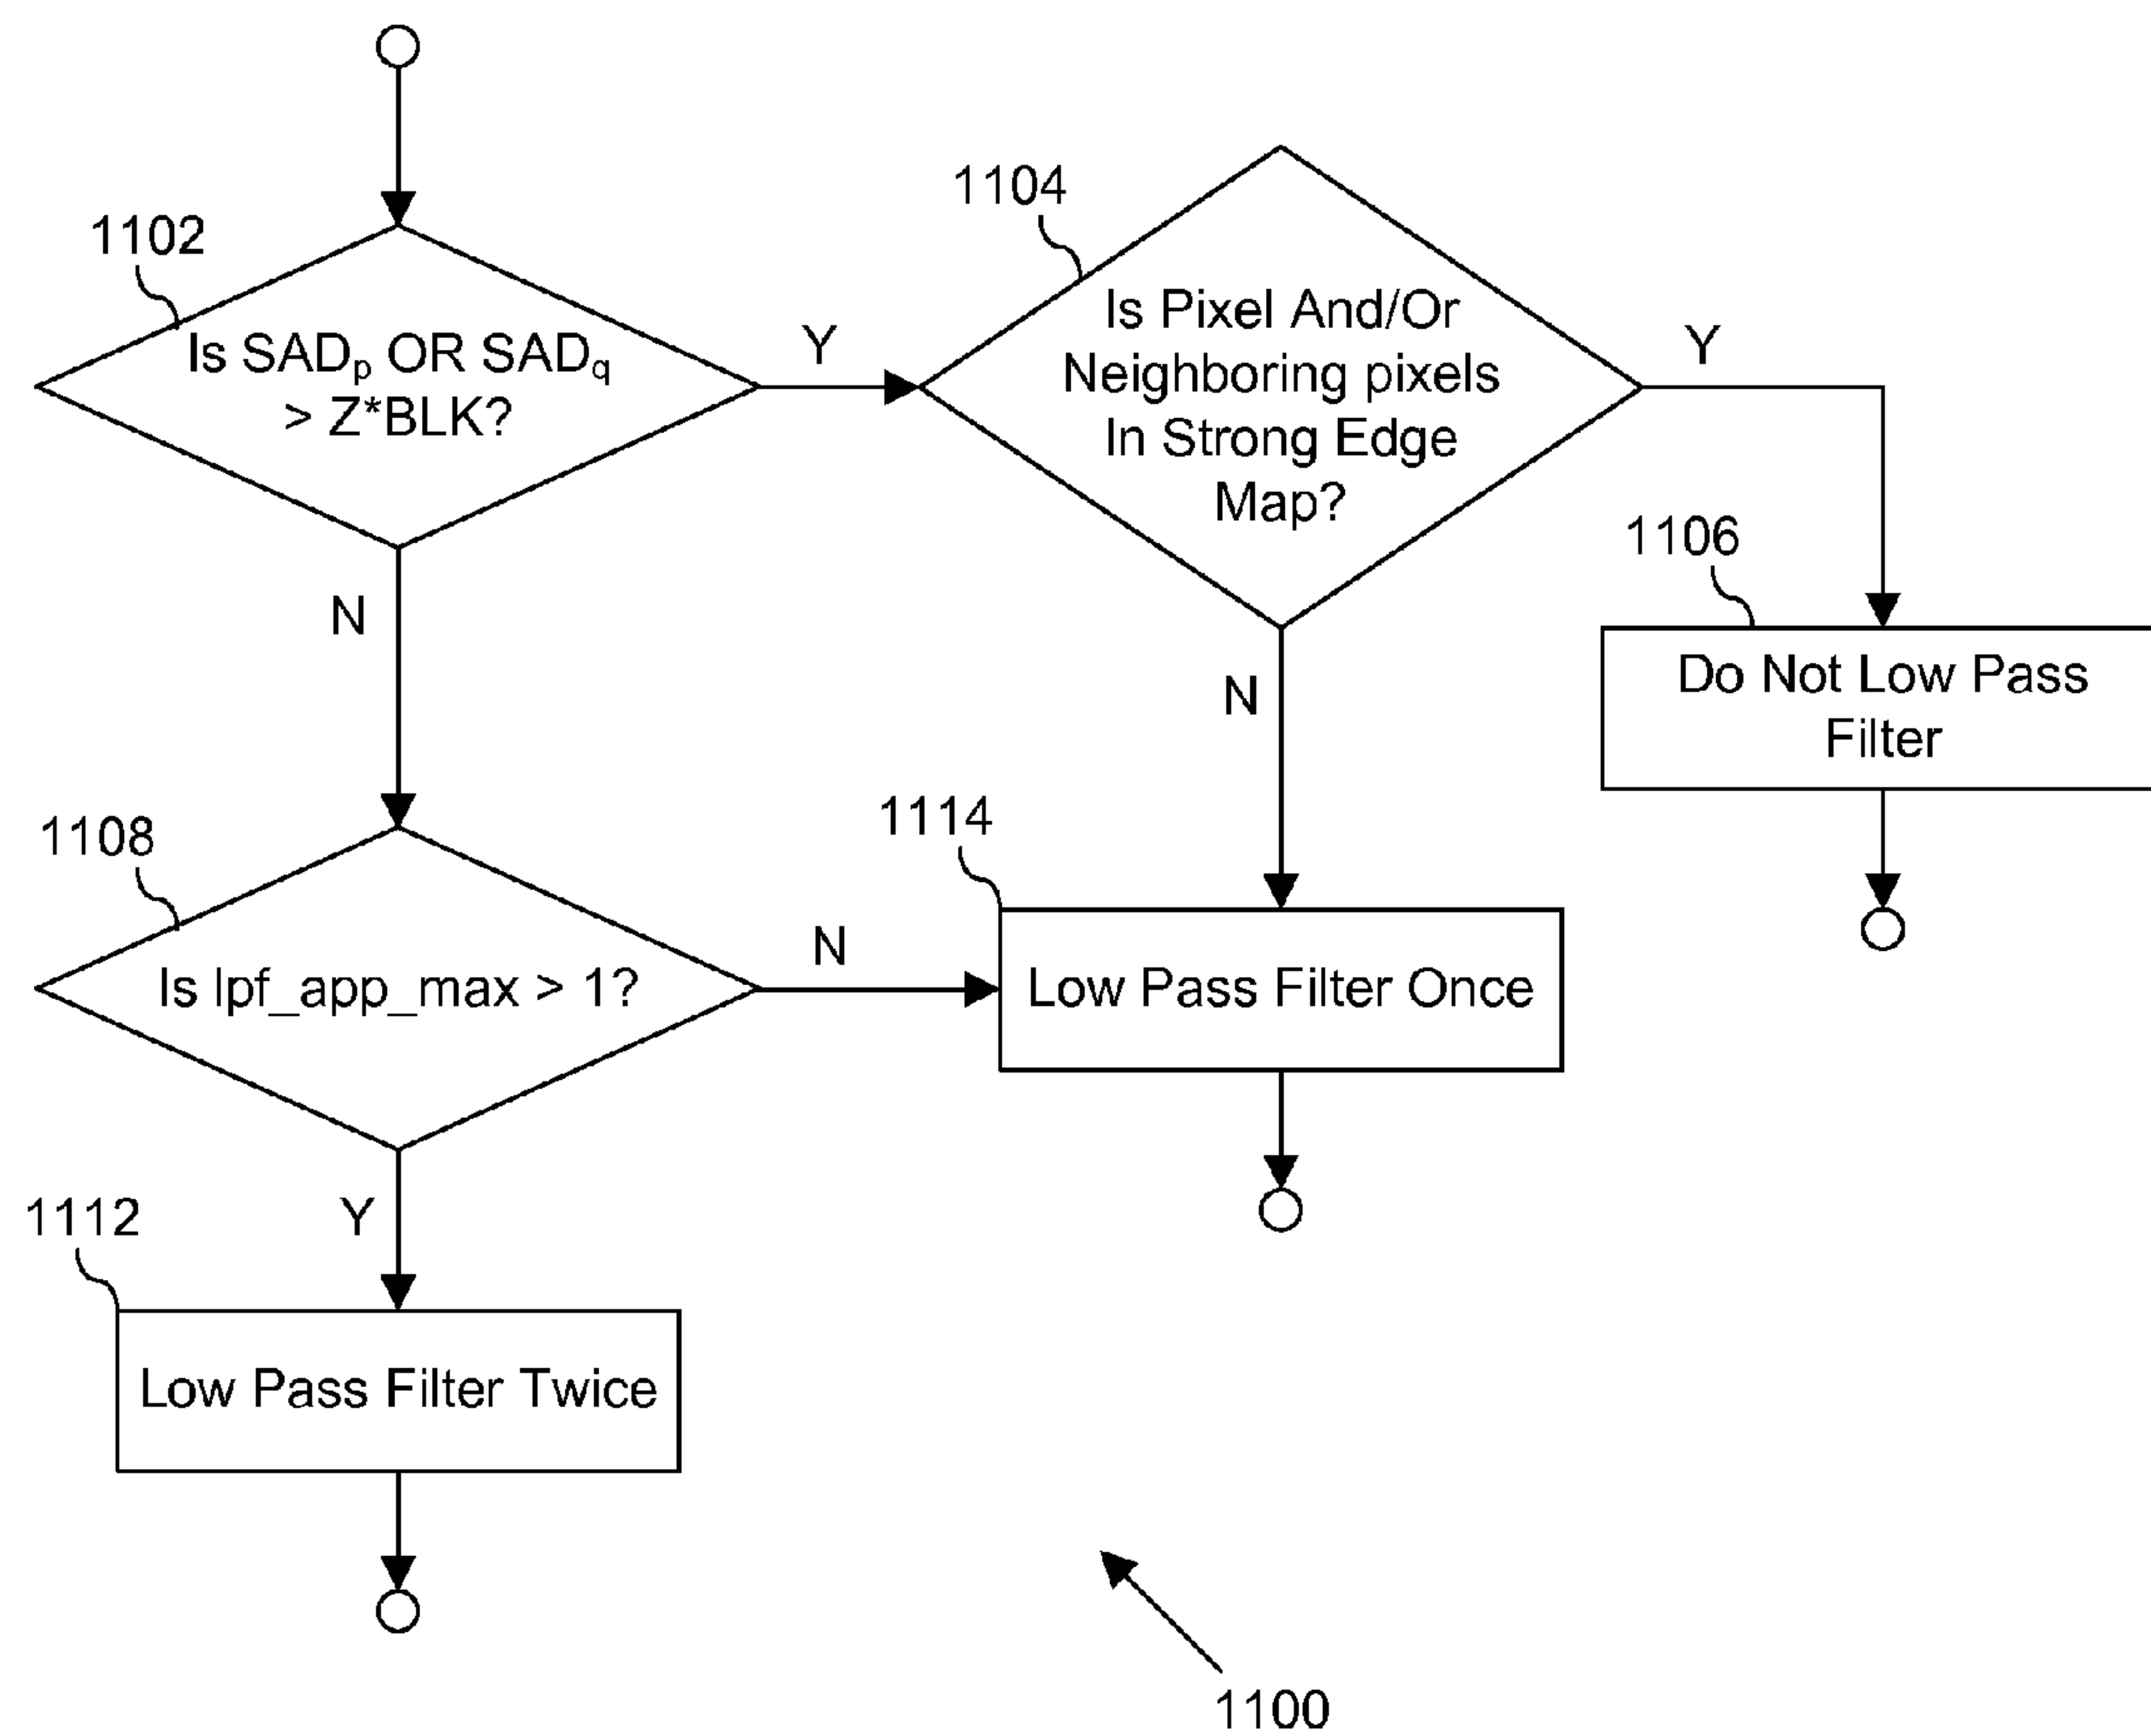 1102
Is SADp OR SADq
> Z*BLK?
Y
N
1104
Is Pixel And/Or
Neighboring pixels
In Strong Edge
Map?
Y
N
1106
Do Not Low Pass
Filter
1108
Is lpf_app_max > 1?
N
Y
1114
Low Pass Filter Once
1112
Low Pass Filter Twice
1100